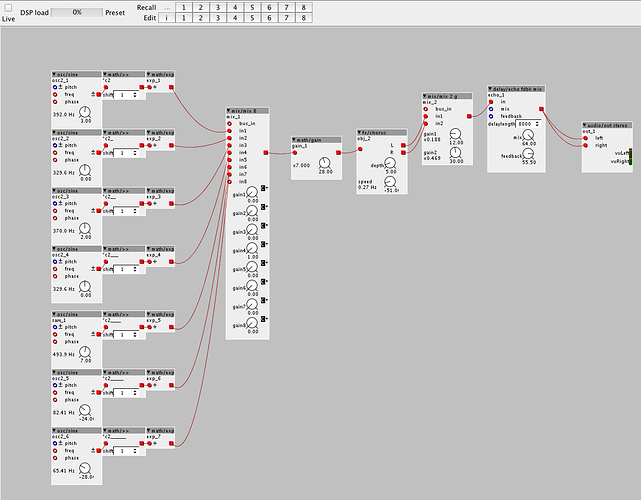 Live
DSP load 0% Preset
Recall ... 1 2 3 4 5 6 7 8
Edit i 1 2 3 4 5 6 7 8
osc/sine math/>> math/exp
osc2_1 c2 exp_1
pitch
freq shift 1
phase
392.0 Hz
3.00
osc/sine math/>> math/exp
osc2_2 c2_ exp_2
pitch
freq shift 1
phase
329.6 Hz
0.00
osc/sine math/>> math/exp
osc2_3 c2__ exp_3
pitch
freq shift 1
phase
370.0 Hz
2.00
osc/sine math/>> math/exp
osc2_4 c2___ exp_4
pitch
freq shift 1
phase
329.6 Hz
0.00
osc/sine math/>> math/exp
saw_1 c2____ exp_5
pitch
freq shift 1
phase
493.9 Hz
7.00
osc/sine math/>> math/exp
osc2_5 c2_____ exp_6
pitch
freq shift 1
phase
82.41 Hz
-24.0
osc/sine math/>> math/exp
osc2_6 c2______ exp_7
pitch
freq shift 1
phase
65.41 Hz
-28.0
mix/mix 8
mix_1
bus_in
in1
in2
in3
in4
in5
in6
in7
in8
gain1
0.00
gain2
0.00
gain3
0.00
gain4
1.00
gain5
0.00
gain6
0.00
gain7
0.00
gain8
0.00
math/gain
gain_1
x7.000
28.00
fx/chorus
obj_2
L
R
depth
5.00
speed
0.27 Hz
-51.0
mix/mix 2 g
mix_2
bus_in
in1
in2
gain1
x0.188
12.00
gain2
x0.469
30.00
delay/echo fdbk mix
echo_1
in mix
mix
feedback
delaylength 8000
mix
64.00
feedback
55.50
audio/out stereo
out_1
left
right
vuLeft
vuRight